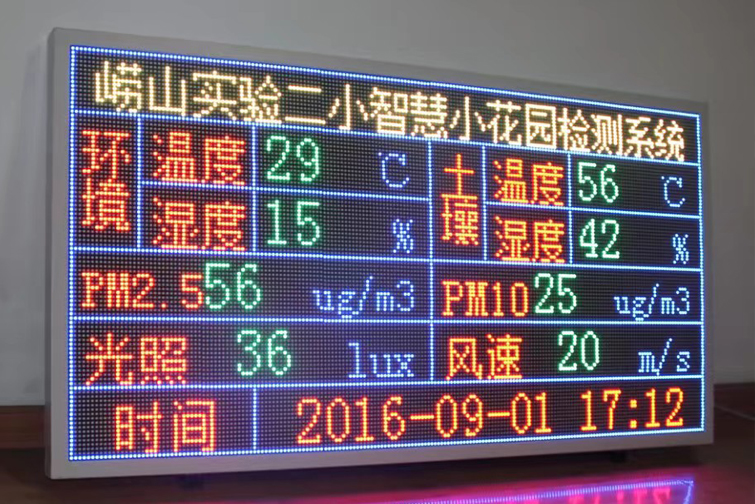 崂山实验二小智慧小花园检测系统
环境 温度 29 ℃ 土壤 温度 56 ℃
湿度 15 % 湿度 42 %
PM2.5 56 ug/m3 PM10 25 ug/m3
光照 36 lux 风速 20 m/s
时间 2016-09-01 17:12